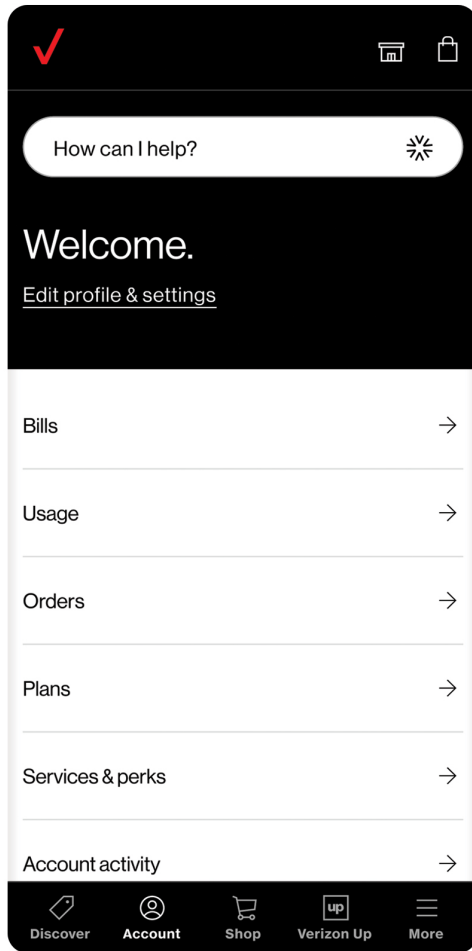 How can I help?
Welcome.
Edit profile & settings
Bills
Usage
Orders
Plans
Services & perks
Account activity
up
Discover Account Shop Verizon Up More